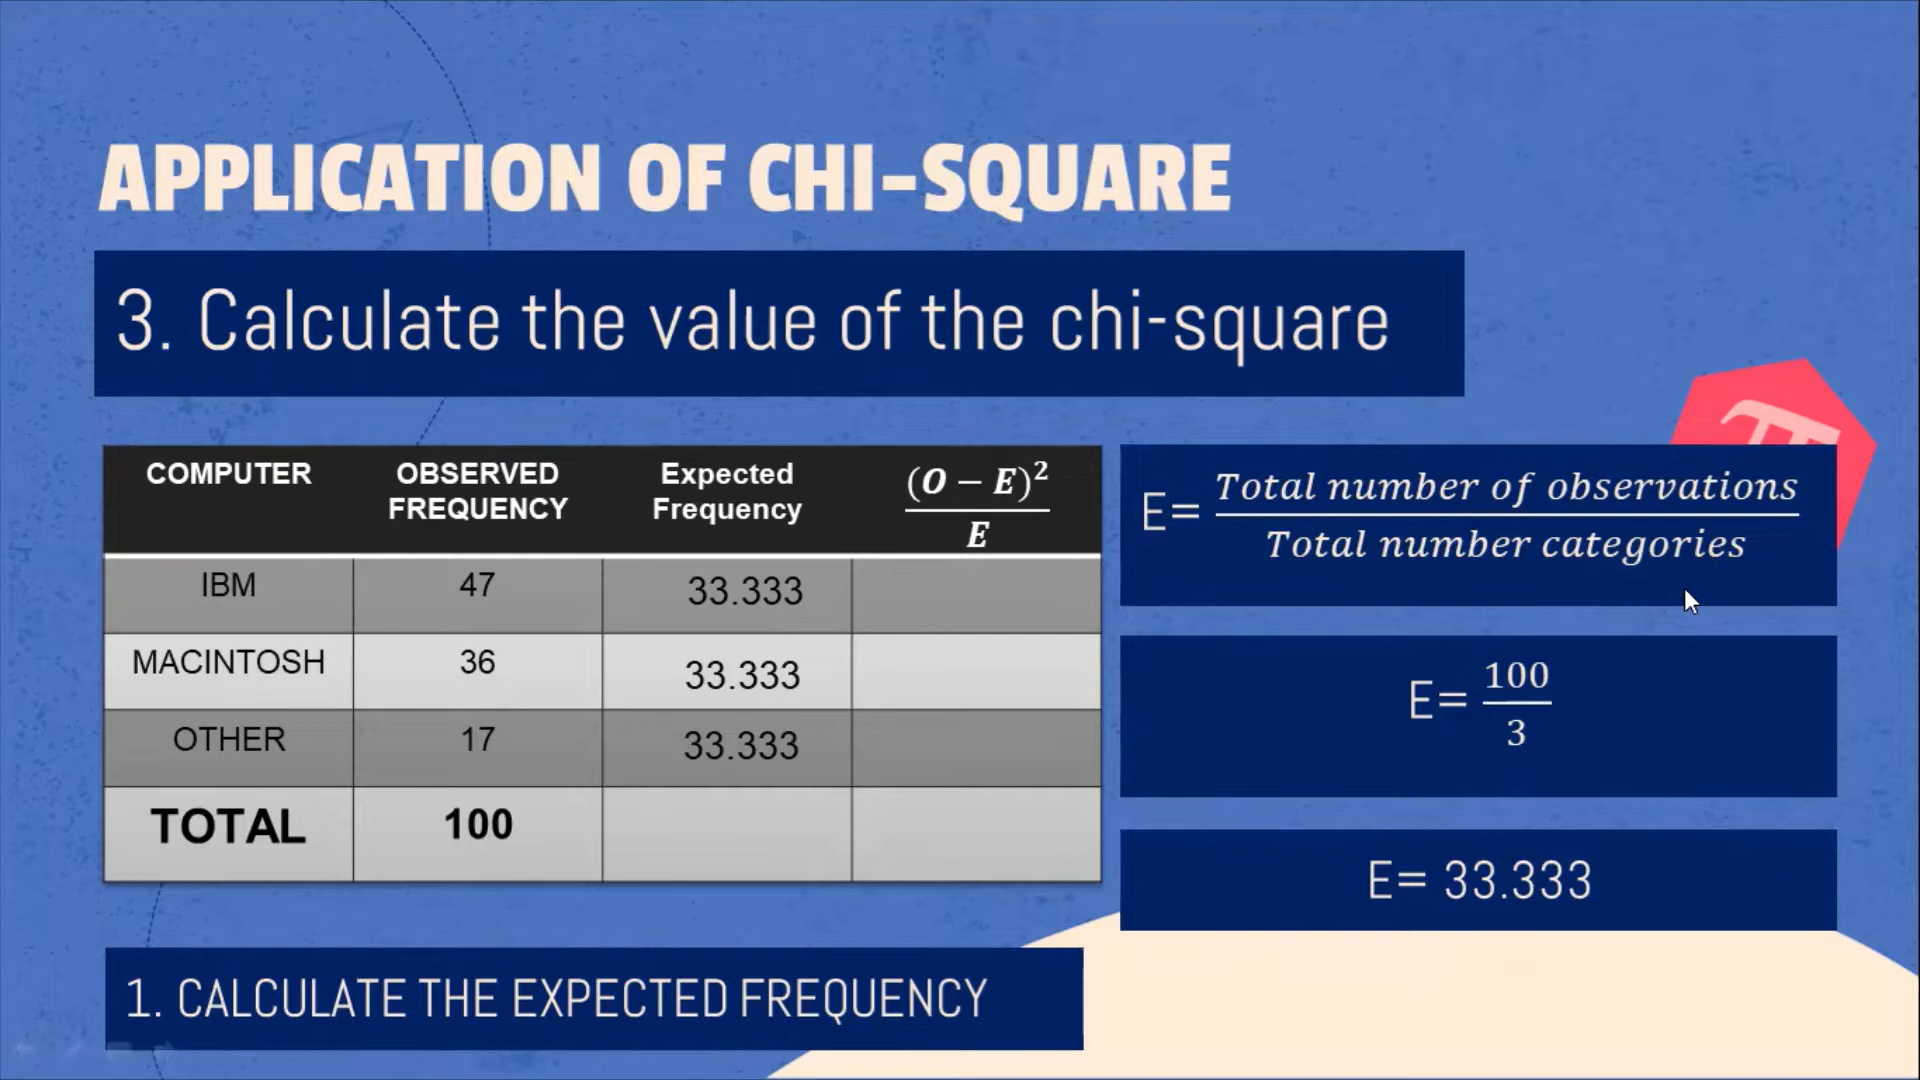 APPLICATION OF CHI-SQUARE
3. Calculate the value of the chi-square
COMPUTER OBSERVED FREQUENCY Expected Frequency (O − E)² / E
IBM 47 33.333
MACINTOSH 36 33.333
OTHER 17 33.333
TOTAL 100
E= Total number of observations / Total number categories
E= 100 / 3
E= 33.333
1. CALCULATE THE EXPECTED FREQUENCY
π